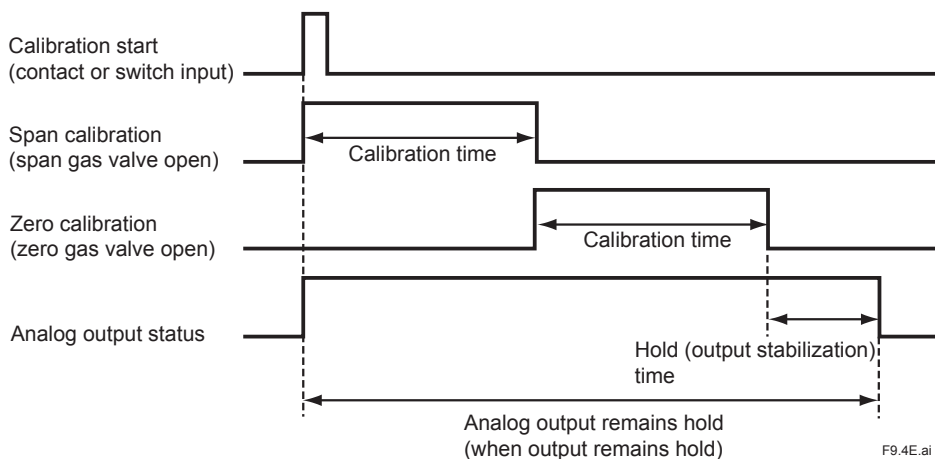 Calibration start
(contact or switch input)
Span calibration
(span gas valve open)
Calibration time
Zero calibration
(zero gas valve open)
Calibration time
Analog output status
Hold (output stabilization)
time
Analog output remains hold
(when output remains hold)
F9.4E.ai